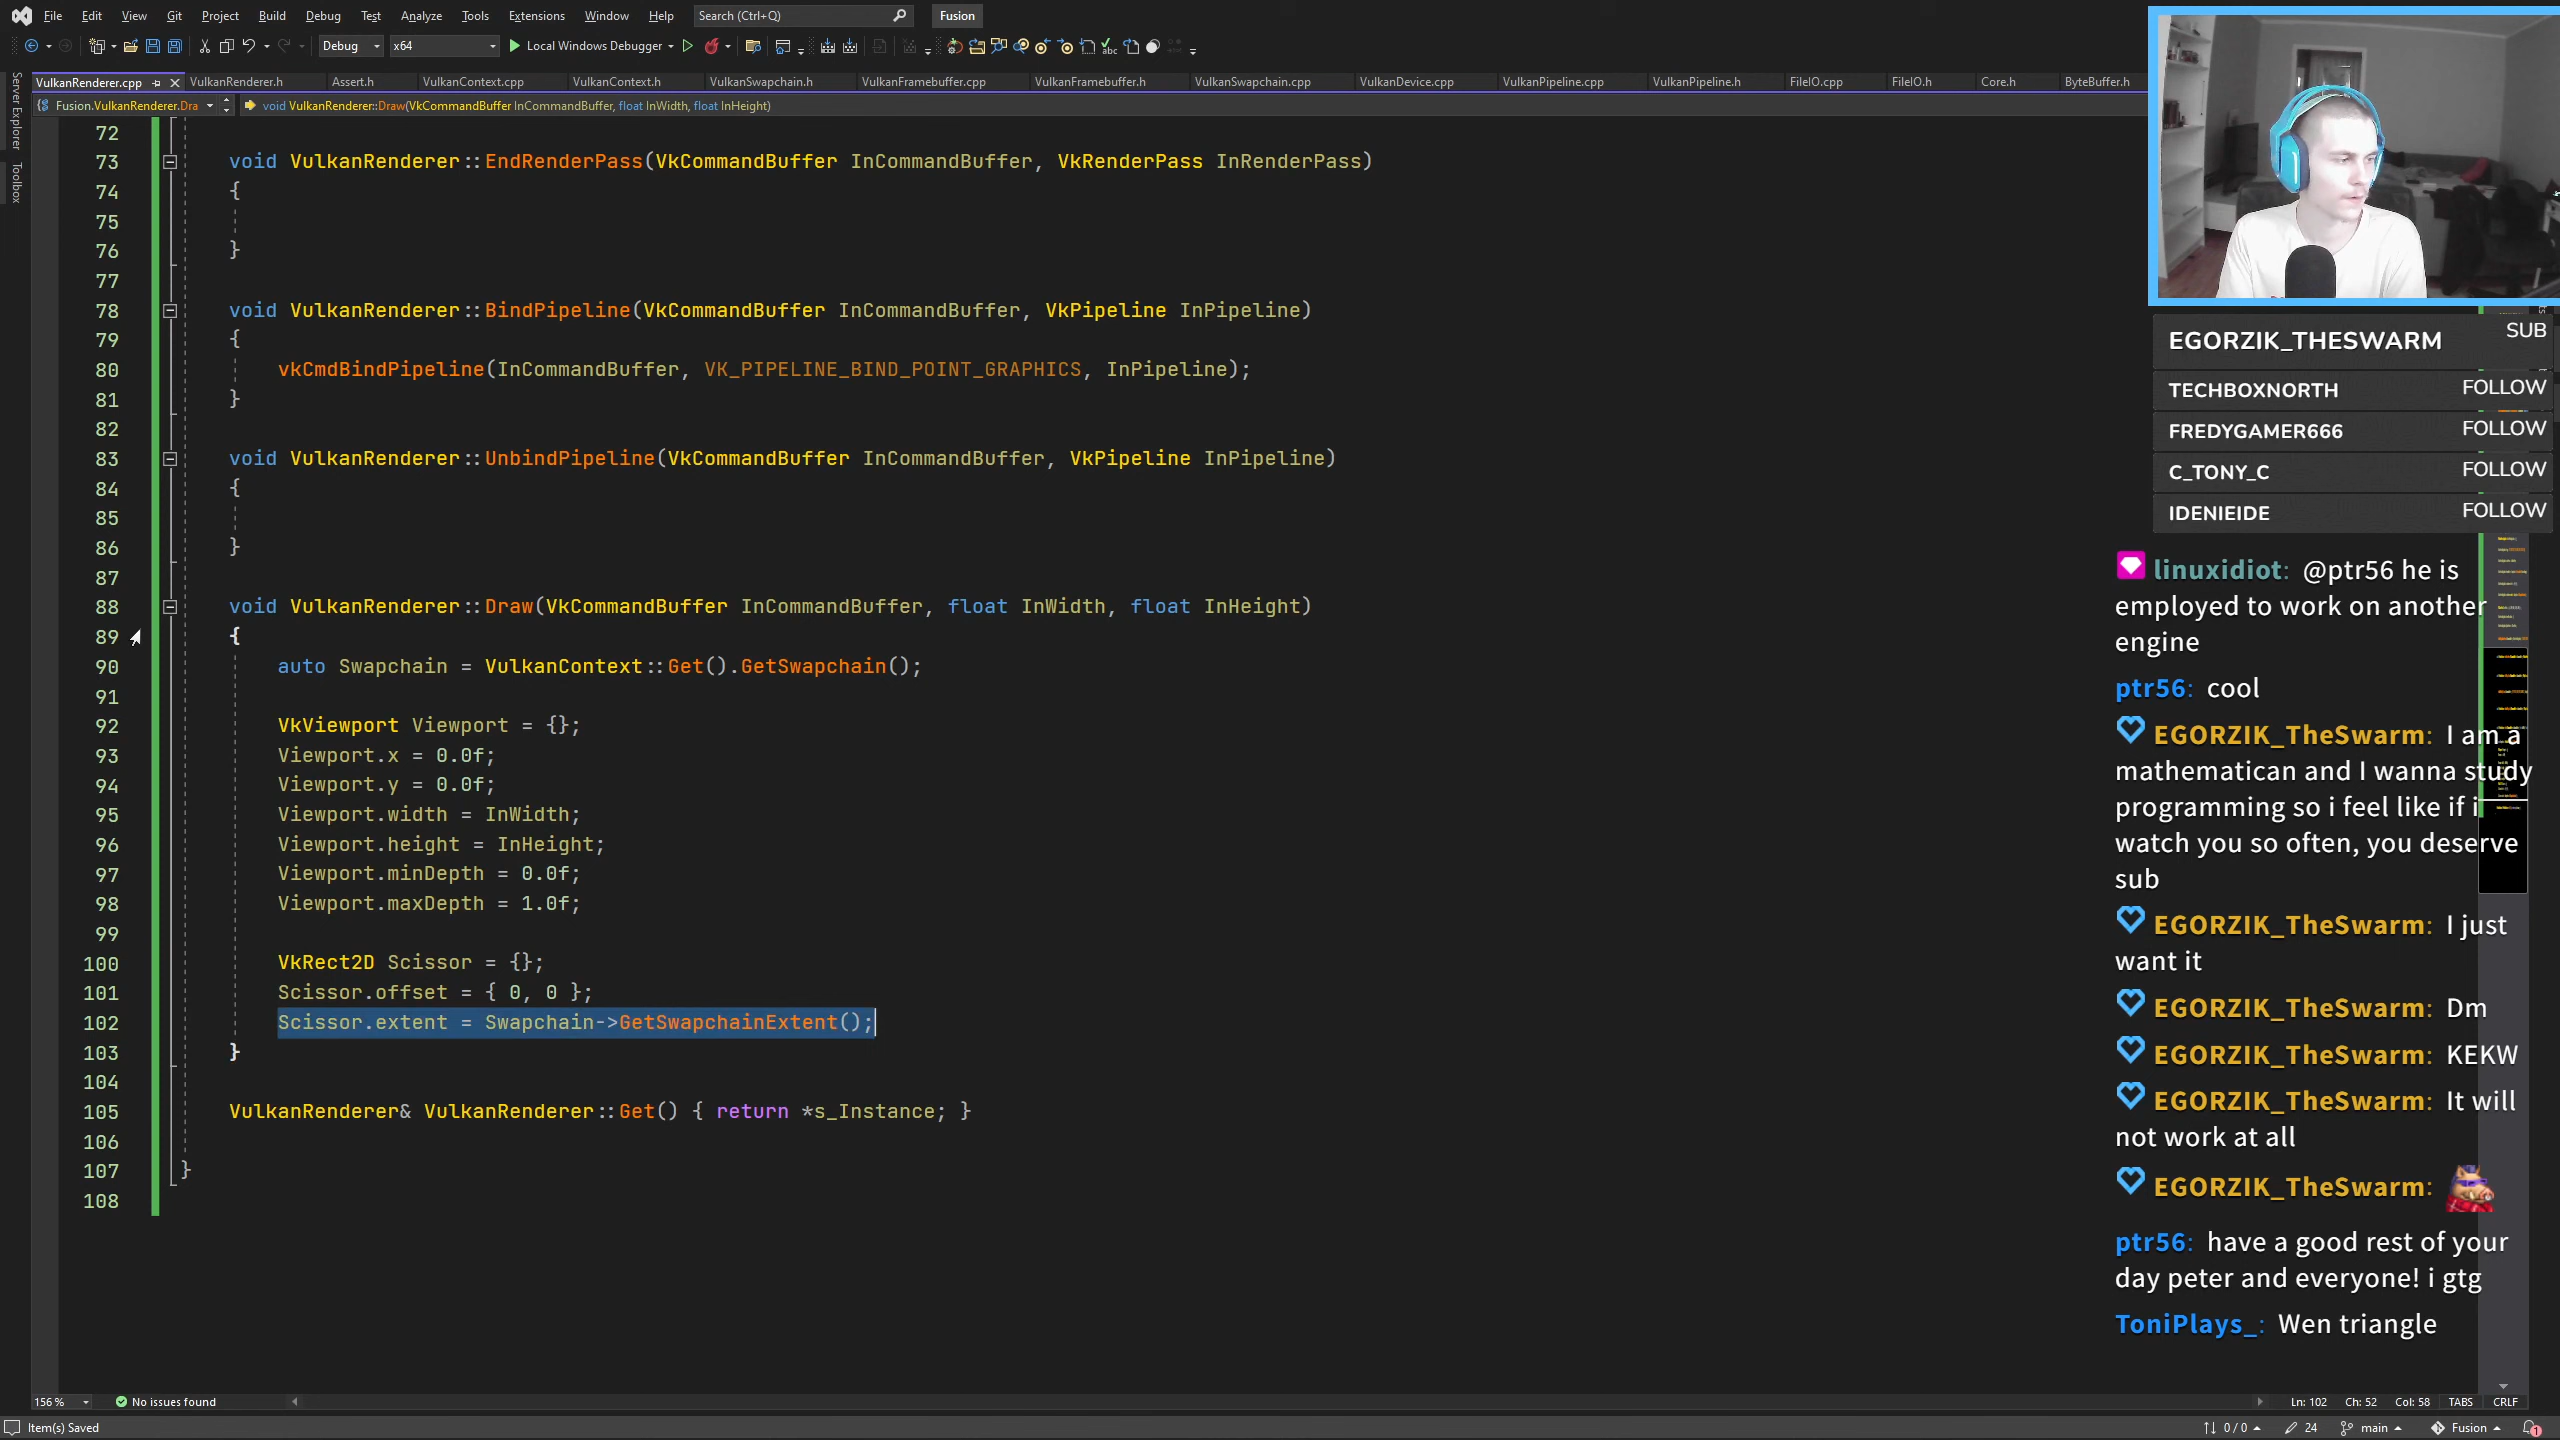 File Edit View Git Project Build Debug Test Analyze Tools Extensions Window Help Search (Ctrl+Q) Fusion
Debug x64 Local Windows Debugger
VulkanRenderer.cpp VulkanRenderer.h Assert.h VulkanContext.cpp VulkanContext.h VulkanSwapchain.h VulkanFramebuffer.cpp VulkanFramebuffer.h VulkanSwapchain.cpp VulkanDevice.cpp VulkanPipeline.cpp VulkanPipeline.h FileIO.cpp FileIO.h Core.h ByteBuffer.h
Fusion.VulkanRenderer.Dra void VulkanRenderer::Draw(VkCommandBuffer InCommandBuffer, float InWidth, float InHeight)
Server Explorer
Toolbox
72
73 void VulkanRenderer::EndRenderPass(VkCommandBuffer InCommandBuffer, VkRenderPass InRenderPass)
74 {
75
76 }
77
78 void VulkanRenderer::BindPipeline(VkCommandBuffer InCommandBuffer, VkPipeline InPipeline)
79 {
80 vkCmdBindPipeline(InCommandBuffer, VK_PIPELINE_BIND_POINT_GRAPHICS, InPipeline);
81 }
82
83 void VulkanRenderer::UnbindPipeline(VkCommandBuffer InCommandBuffer, VkPipeline InPipeline)
84 {
85
86 }
87
88 void VulkanRenderer::Draw(VkCommandBuffer InCommandBuffer, float InWidth, float InHeight)
89 {
90 auto Swapchain = VulkanContext::Get().GetSwapchain();
91
92 VkViewport Viewport = {};
93 Viewport.x = 0.0f;
94 Viewport.y = 0.0f;
95 Viewport.width = InWidth;
96 Viewport.height = InHeight;
97 Viewport.minDepth = 0.0f;
98 Viewport.maxDepth = 1.0f;
99
100 VkRect2D Scissor = {};
101 Scissor.offset = { 0, 0 };
102 Scissor.extent = Swapchain->GetSwapchainExtent();
103 }
104
105 VulkanRenderer& VulkanRenderer::Get() { return *s_Instance; }
106
107 }
108
EGORZIK_THESWARM SUB
TECHBOXNORTH FOLLOW
FREDYGAMER666 FOLLOW
C_TONY_C FOLLOW
IDENIEIDE FOLLOW
linuxidiot: @ptr56 he is
employed to work on another
engine
ptr56: cool
EGORZIK_TheSwarm: I am a
mathematican and I wanna study
programming so i feel like if i
watch you so often, you deserve
sub
EGORZIK_TheSwarm: I just
want it
EGORZIK_TheSwarm: Dm
EGORZIK_TheSwarm: KEKW
EGORZIK_TheSwarm: It will
not work at all
EGORZIK_TheSwarm:
ptr56: have a good rest of your
day peter and everyone! i gtg
ToniPlays_: Wen triangle
156 % No issues found Ln: 102 Ch: 52 Col: 58 TABS CRLF
Item(s) Saved 0 / 0 24 main Fusion 1